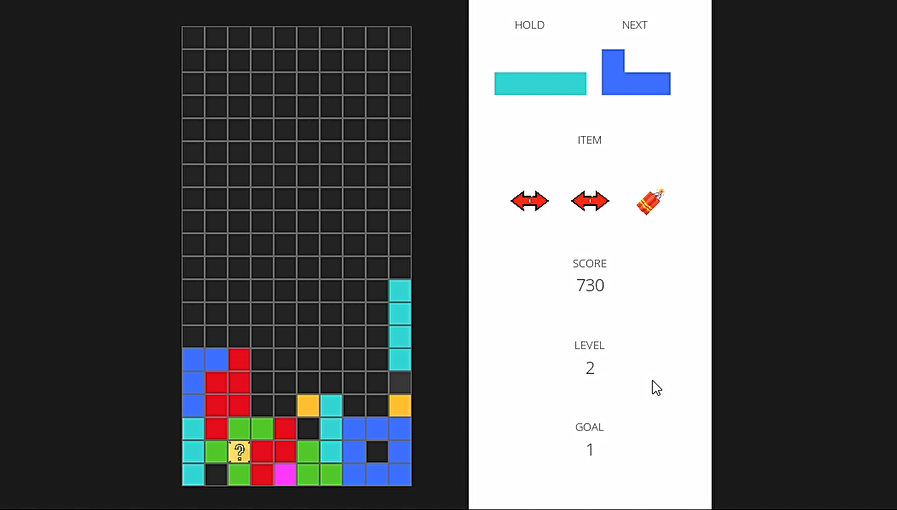 HOLD NEXT
ITEM
SCORE
730
LEVEL
2
GOAL
1
?